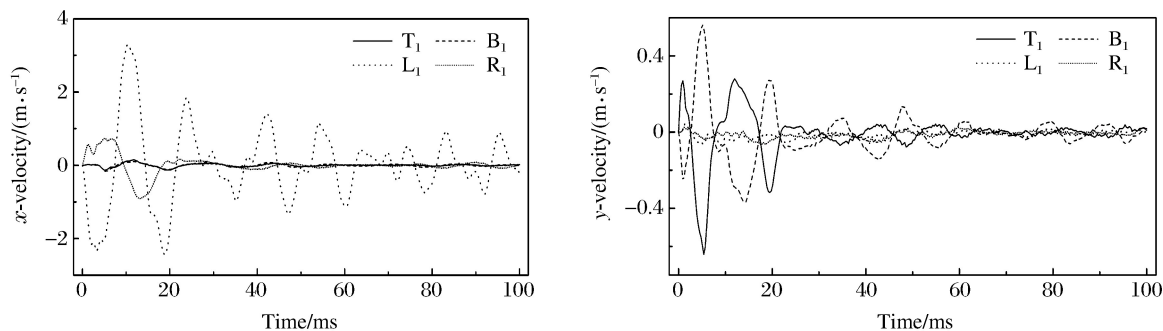 x-velocity/(m·s⁻¹)
4
2
0
−2
T₁ B₁
L₁ R₁
0 20 40 60 80 100
Time/ms
y-velocity/(m·s⁻¹)
0.4
0
−0.4
T₁ B₁
L₁ R₁
0 20 40 60 80 100
Time/ms